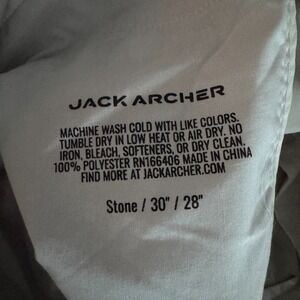 JACK ARCHER
MACHINE WASH COLD WITH LIKE COLORS.
TUMBLE DRY IN LOW HEAT OR AIR DRY. NO
IRON, BLEACH, SOFTENERS, OR DRY CLEAN.
100% POLYESTER RN166406 MADE IN CHINA
FIND MORE AT JACKARCHER.COM
Stone / 30" / 28"